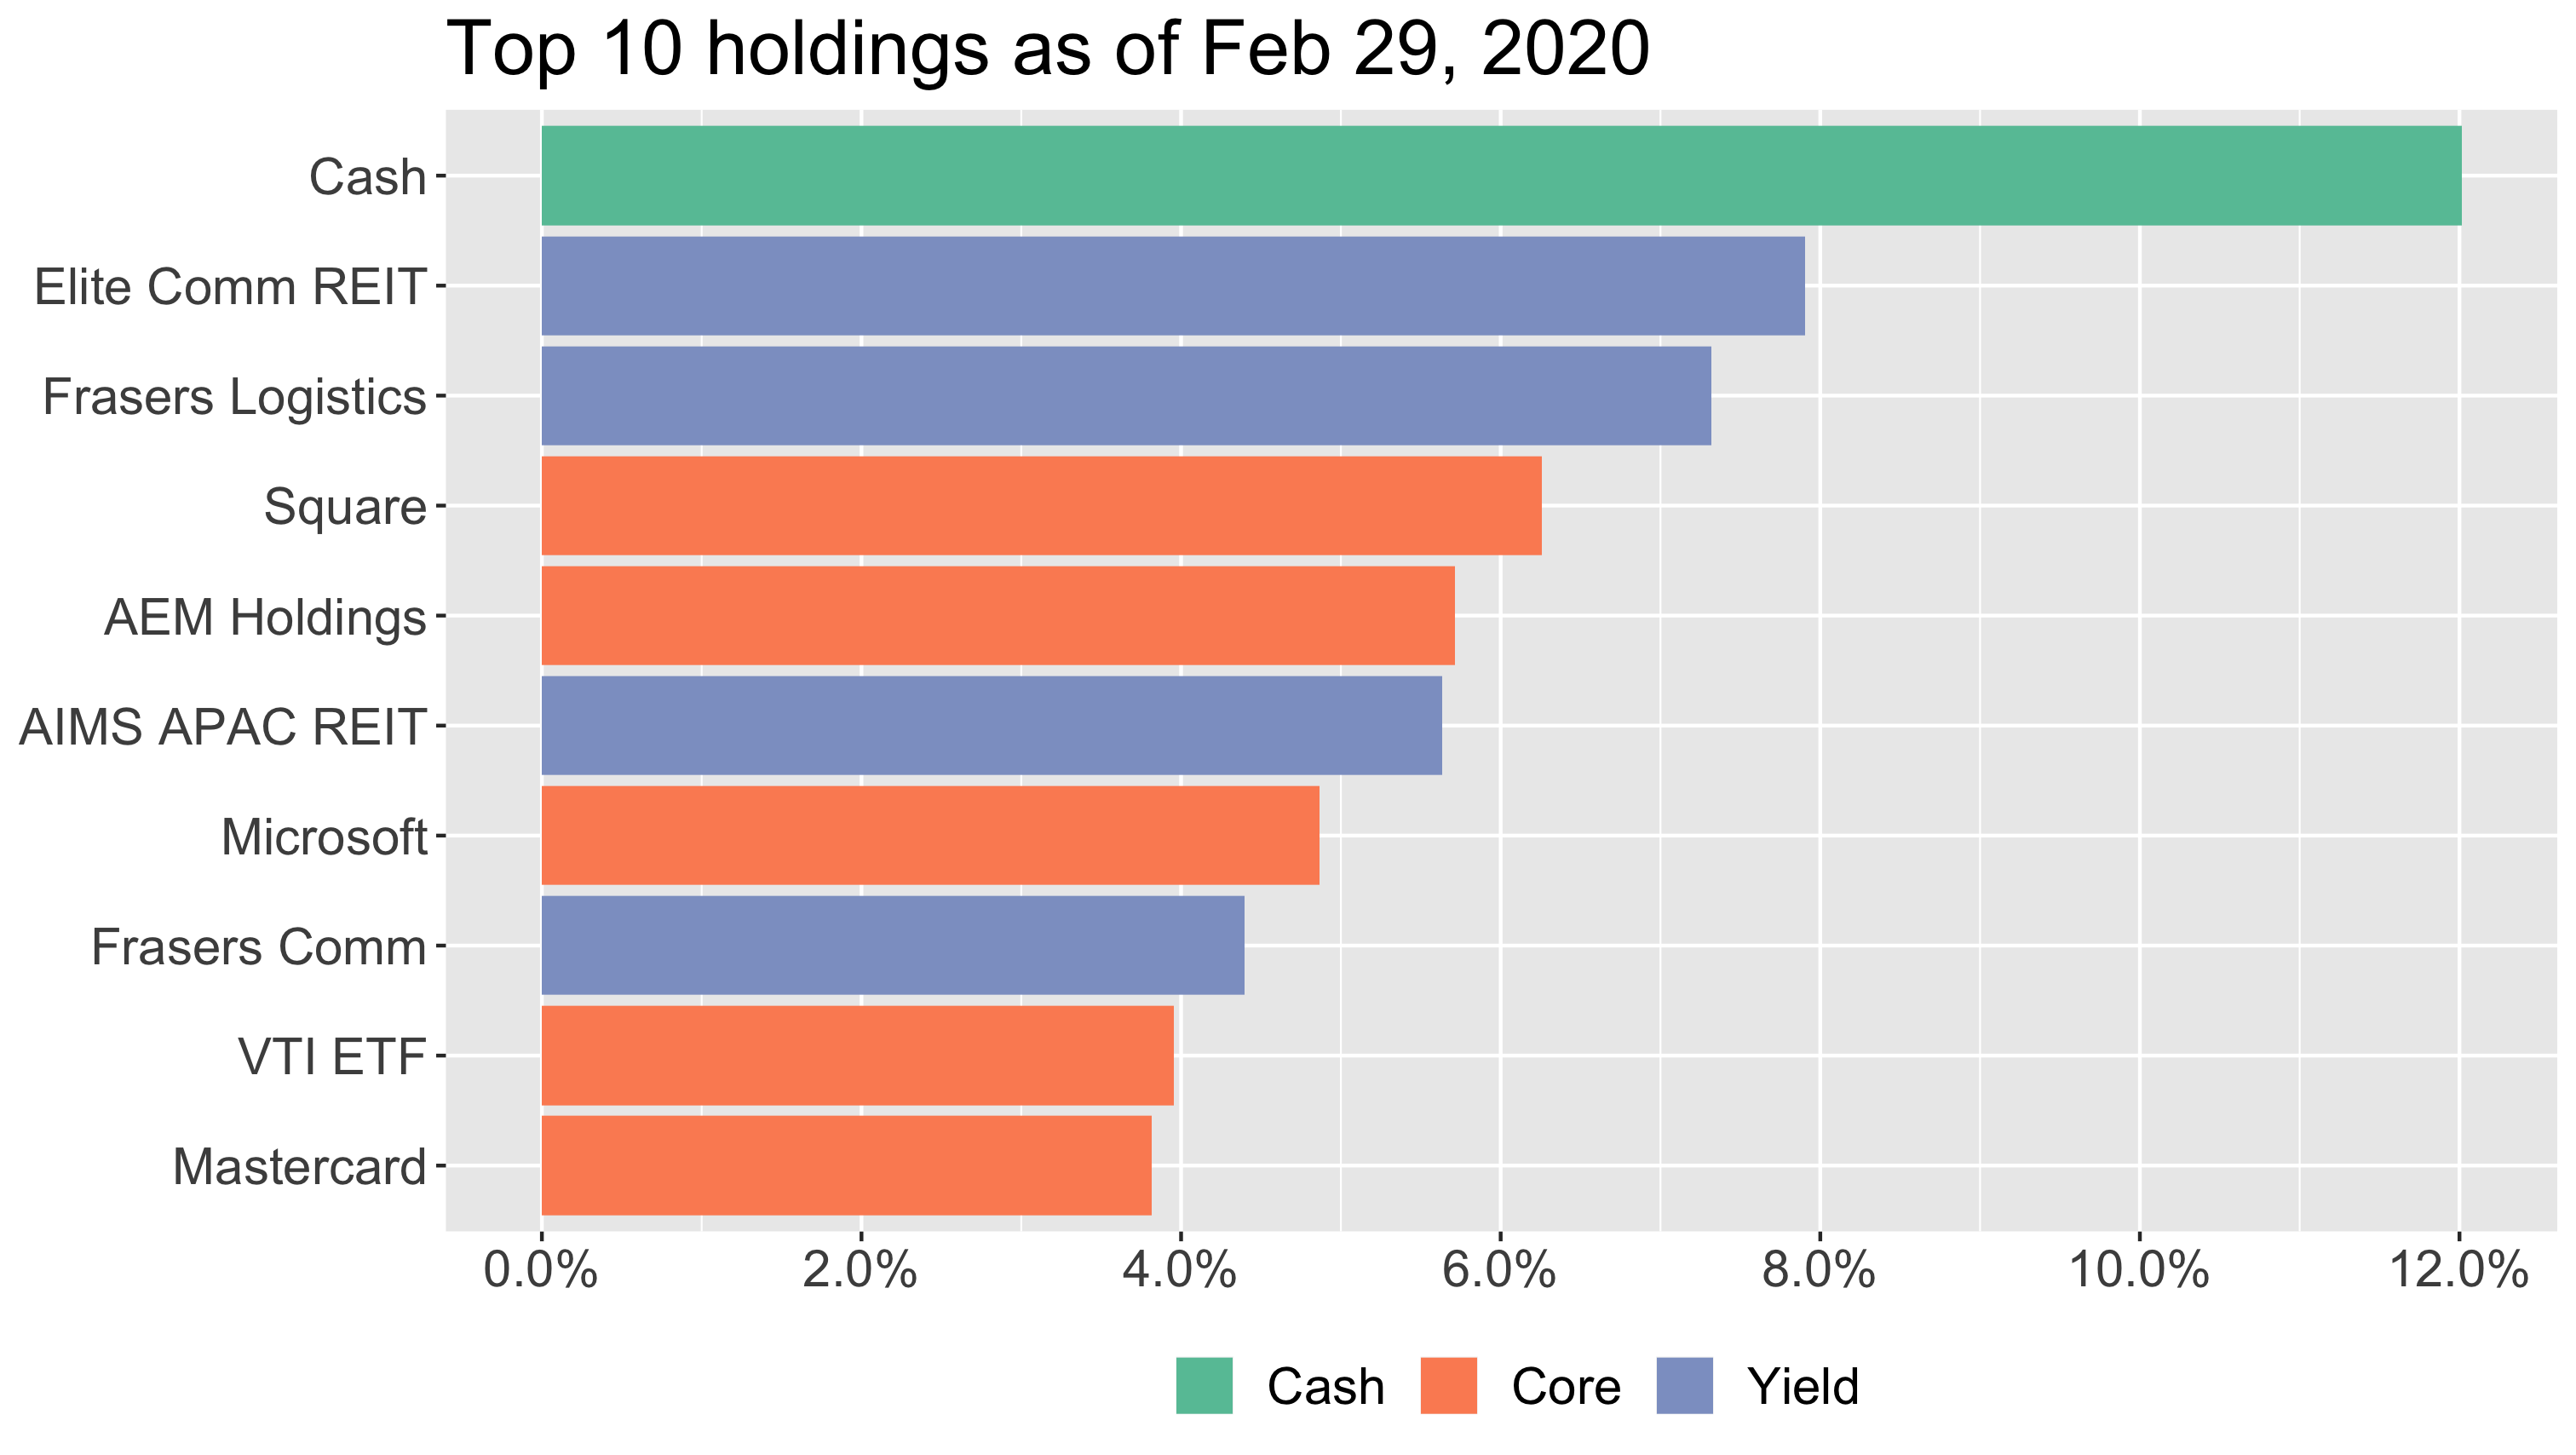 Top 10 holdings as of Feb 29, 2020
Cash
Elite Comm REIT
Frasers Logistics
Square
AEM Holdings
AIMS APAC REIT
Microsoft
Frasers Comm
VTI ETF
Mastercard
0.0% 2.0% 4.0% 6.0% 8.0% 10.0% 12.0%
Cash Core Yield